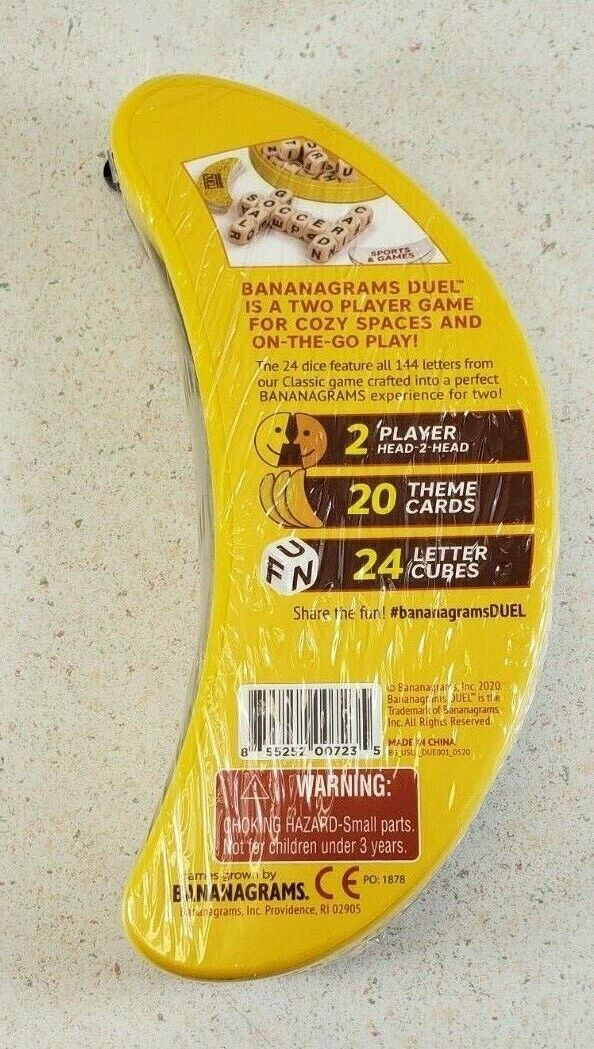 SPORTS
& GAMES
SOCCER
BANANAGRAMS DUEL™
IS A TWO PLAYER GAME
FOR COZY SPACES AND
ON-THE-GO PLAY!
The 24 dice feature all 144 letters from
our Classic game crafted into a perfect
BANANAGRAMS experience for two!
2 PLAYER
HEAD-2-HEAD
20 THEME
CARDS
FUN
24 LETTER
CUBES
Share the fun! #bananagramsDUEL
© Bananagrams, Inc. 2020.
Bananagrams DUEL™ is the
Trademark of Bananagrams,
Inc. All Rights Reserved.
MADE IN CHINA
8 55252 00723 5
WARNING:
CHOKING HAZARD-Small parts.
Not for children under 3 years.
games grown by
BANANAGRAMS® CE PO: 1878
Bananagrams, Inc. Providence, RI 02905